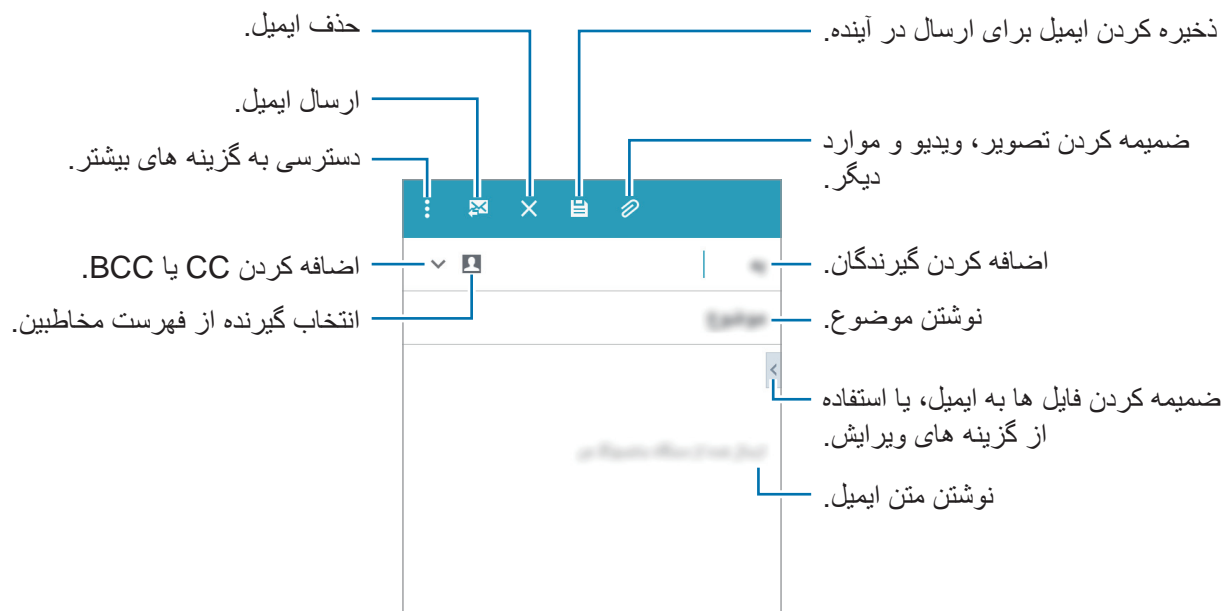 حذف ایمیل.
ذخیره کردن ایمیل برای ارسال در آینده.
ارسال ایمیل.
ضمیمه کردن تصویر، ویدیو و موارد
دیگر.
دسترسی به گزینه های بیشتر.
به
اضافه کردن گیرندگان.
اضافه کردن CC یا BCC.
موضوع
نوشتن موضوع.
انتخاب گیرنده از فهرست مخاطبین.
ضمیمه کردن فایل ها به ایمیل، یا استفاده
از گزینه های ویرایش.
نوشتن متن ایمیل.